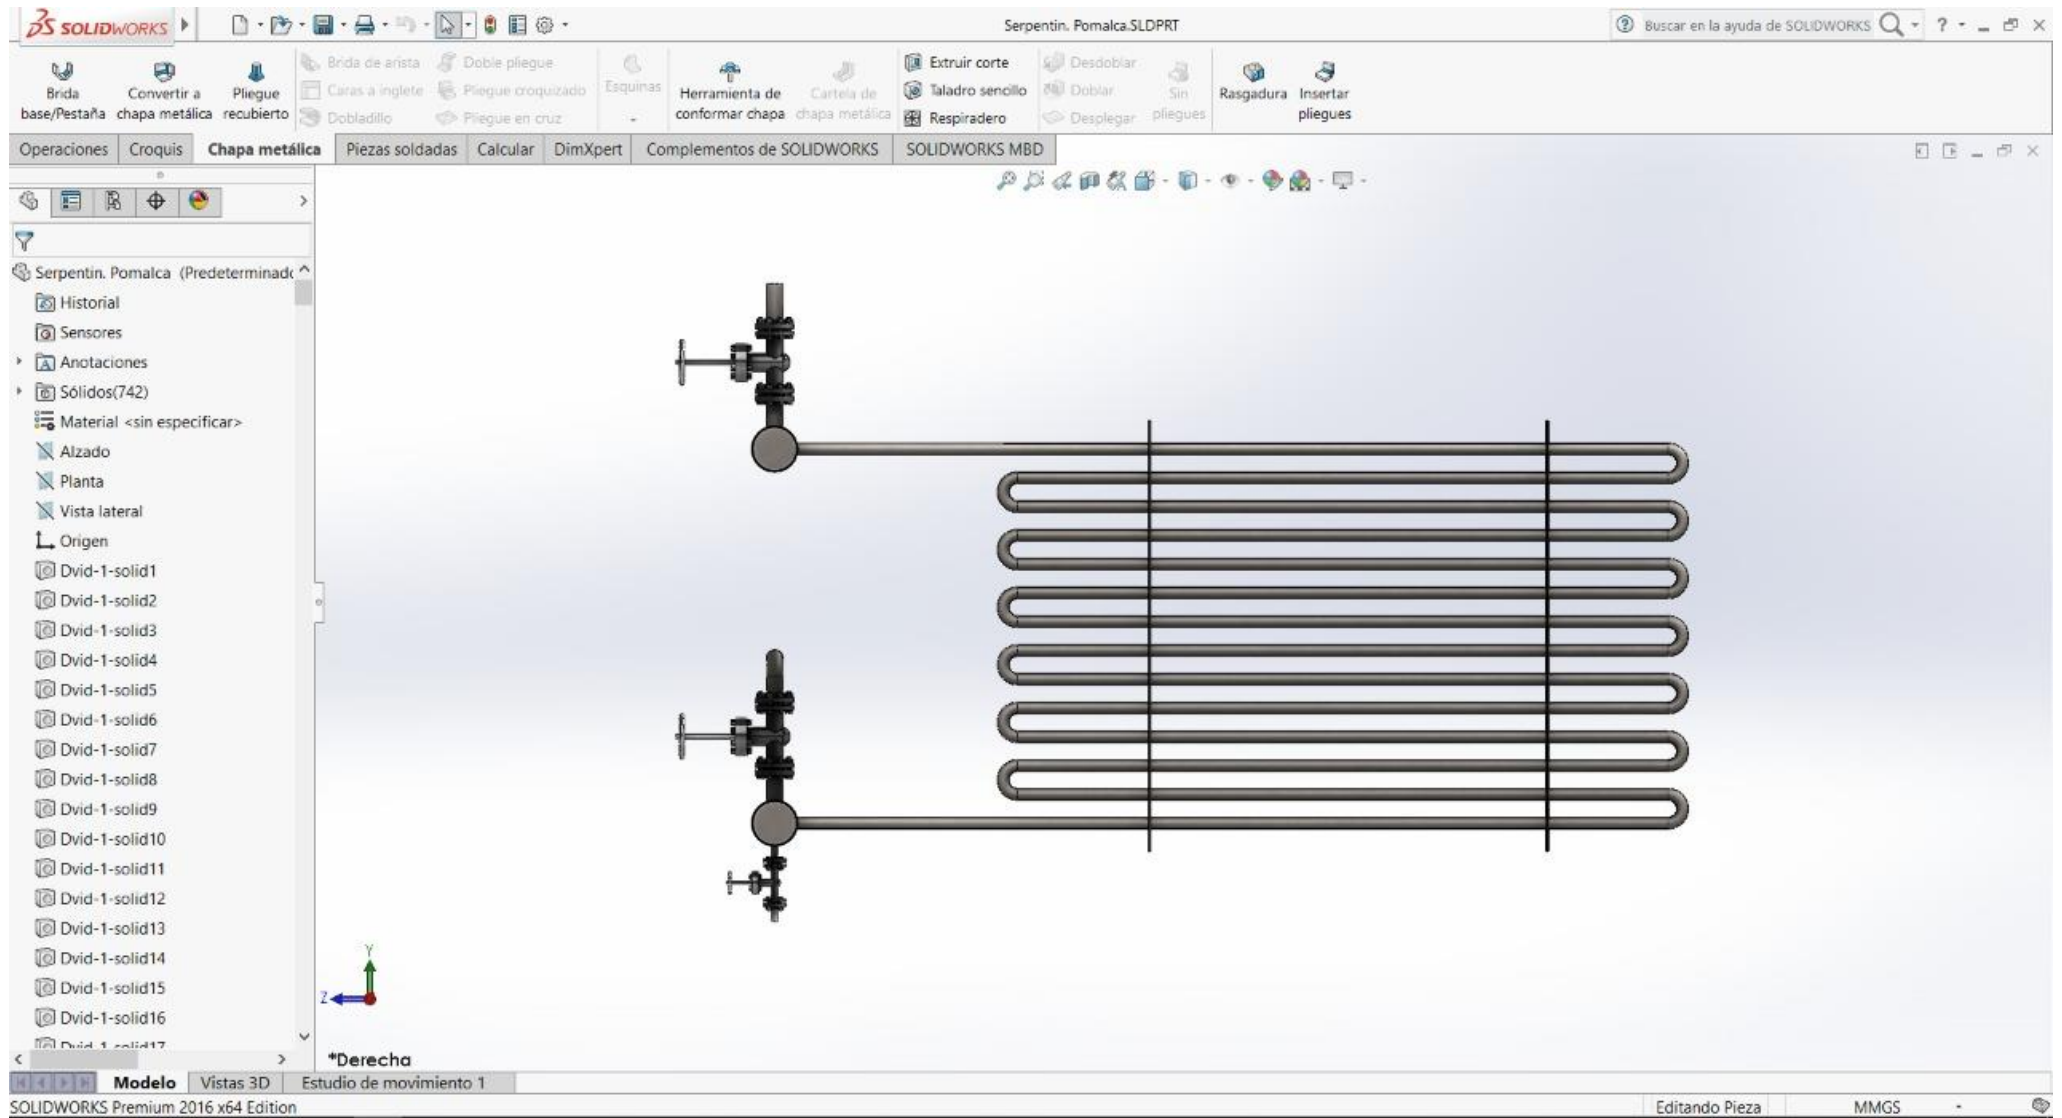 SOLIDWORKS
Serpentin. Pomalca.SLDPRT
Buscar en la ayuda de SOLIDWORKS
?
Brida base/Pestaña
Convertir a chapa metálica
Pliegue recubierto
Brida de arista
Caras a inglete
Dobladillo
Doble pliegue
Pliegue croquizado
Pliegue en cruz
Esquinas
Herramienta de conformar chapa
Cartela de chapa metálica
Extruir corte
Taladro sencillo
Respiradero
Desdoblar
Doblar
Desplegar
Sin pliegues
Rasgadura
Insertar pliegues
Operaciones
Croquis
Chapa metálica
Piezas soldadas
Calcular
DimXpert
Complementos de SOLIDWORKS
SOLIDWORKS MBD
Serpentin. Pomalca (Predeterminado
Historial
Sensores
Anotaciones
Sólidos(742)
Material <sin especificar>
Alzado
Planta
Vista lateral
Origen
Dvid-1-solid1
Dvid-1-solid2
Dvid-1-solid3
Dvid-1-solid4
Dvid-1-solid5
Dvid-1-solid6
Dvid-1-solid7
Dvid-1-solid8
Dvid-1-solid9
Dvid-1-solid10
Dvid-1-solid11
Dvid-1-solid12
Dvid-1-solid13
Dvid-1-solid14
Dvid-1-solid15
Dvid-1-solid16
Dvid-1-solid17
Y
Z
*Derecha
Modelo
Vistas 3D
Estudio de movimiento 1
SOLIDWORKS Premium 2016 x64 Edition
Editando Pieza
MMGS